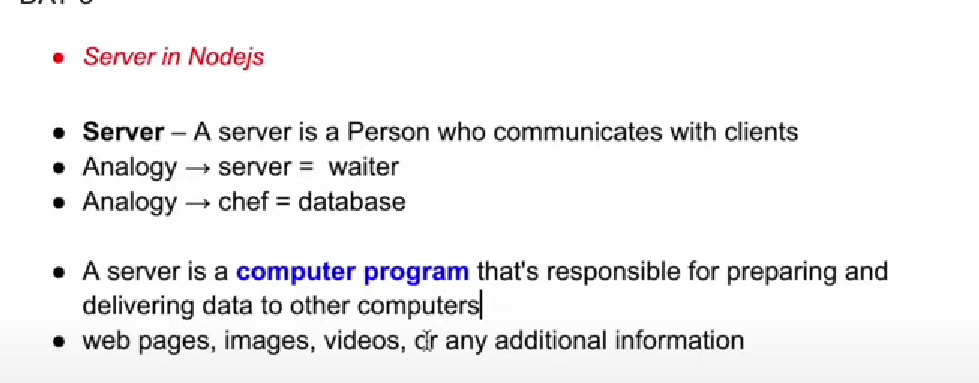 Server in Nodejs
Server – A server is a Person who communicates with clients
Analogy → server = waiter
Analogy → chef = database
A server is a computer program that's responsible for preparing and
delivering data to other computers
web pages, images, videos, or any additional information